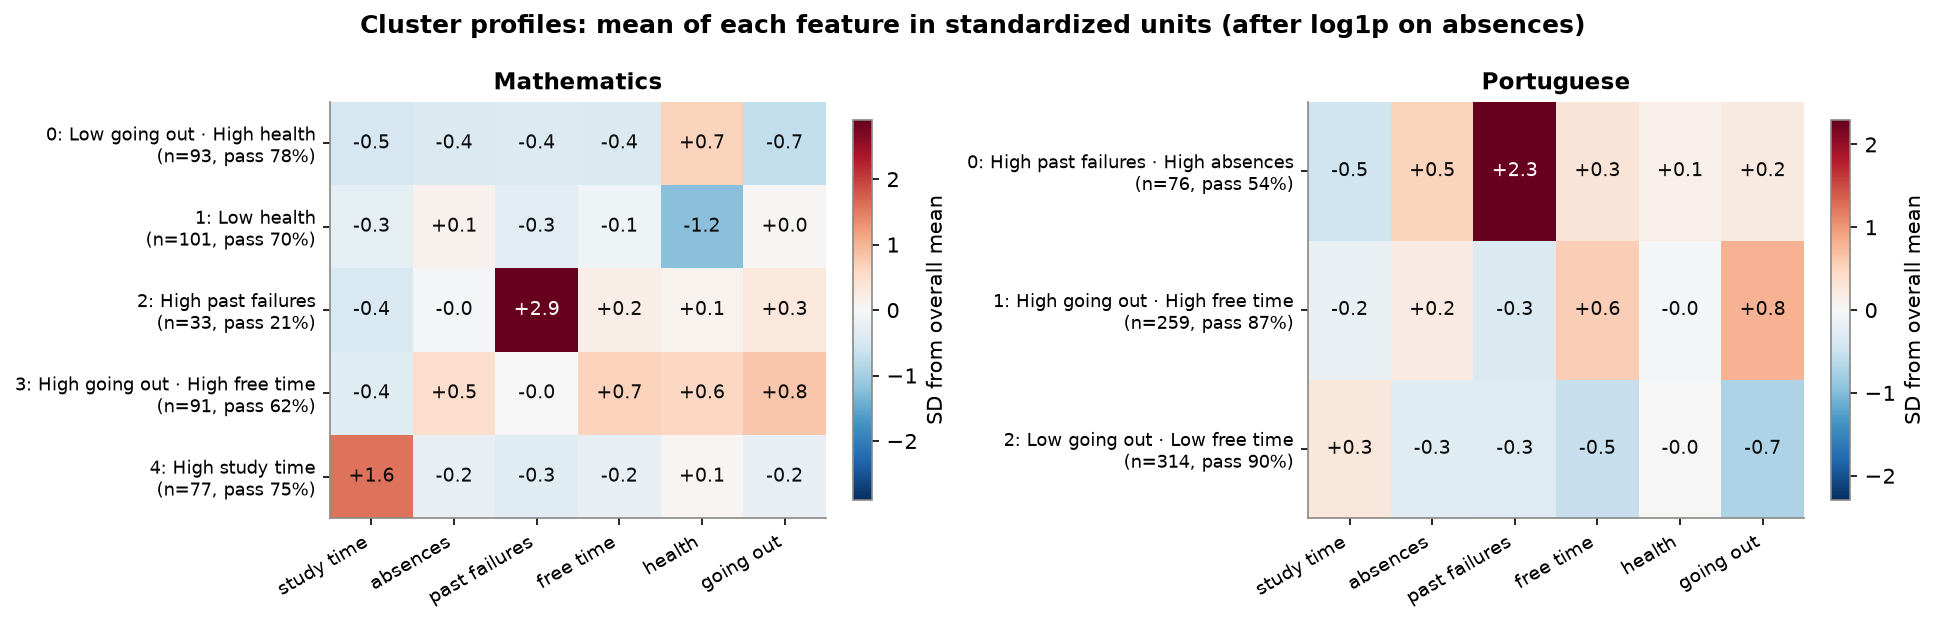 Cluster profiles: mean of each feature in standardized units (after log1p on absences)
Mathematics
0: Low going out · High health
(n=93, pass 78%)
-0.5 -0.4 -0.4 -0.4 +0.7 -0.7
1: Low health
(n=101, pass 70%)
-0.3 +0.1 -0.3 -0.1 -1.2 +0.0
2: High past failures
(n=33, pass 21%)
-0.4 -0.0 +2.9 +0.2 +0.1 +0.3
3: High going out · High free time
(n=91, pass 62%)
-0.4 +0.5 -0.0 +0.7 +0.6 +0.8
4: High study time
(n=77, pass 75%)
+1.6 -0.2 -0.3 -0.2 +0.1 -0.2
study time
absences
past failures
free time
health
going out
2
1
0
−1
−2
SD from overall mean
Portuguese
0: High past failures · High absences
(n=76, pass 54%)
-0.5 +0.5 +2.3 +0.3 +0.1 +0.2
1: High going out · High free time
(n=259, pass 87%)
-0.2 +0.2 -0.3 +0.6 -0.0 +0.8
2: Low going out · Low free time
(n=314, pass 90%)
+0.3 -0.3 -0.3 -0.5 -0.0 -0.7
study time
absences
past failures
free time
health
going out
2
1
0
−1
−2
SD from overall mean